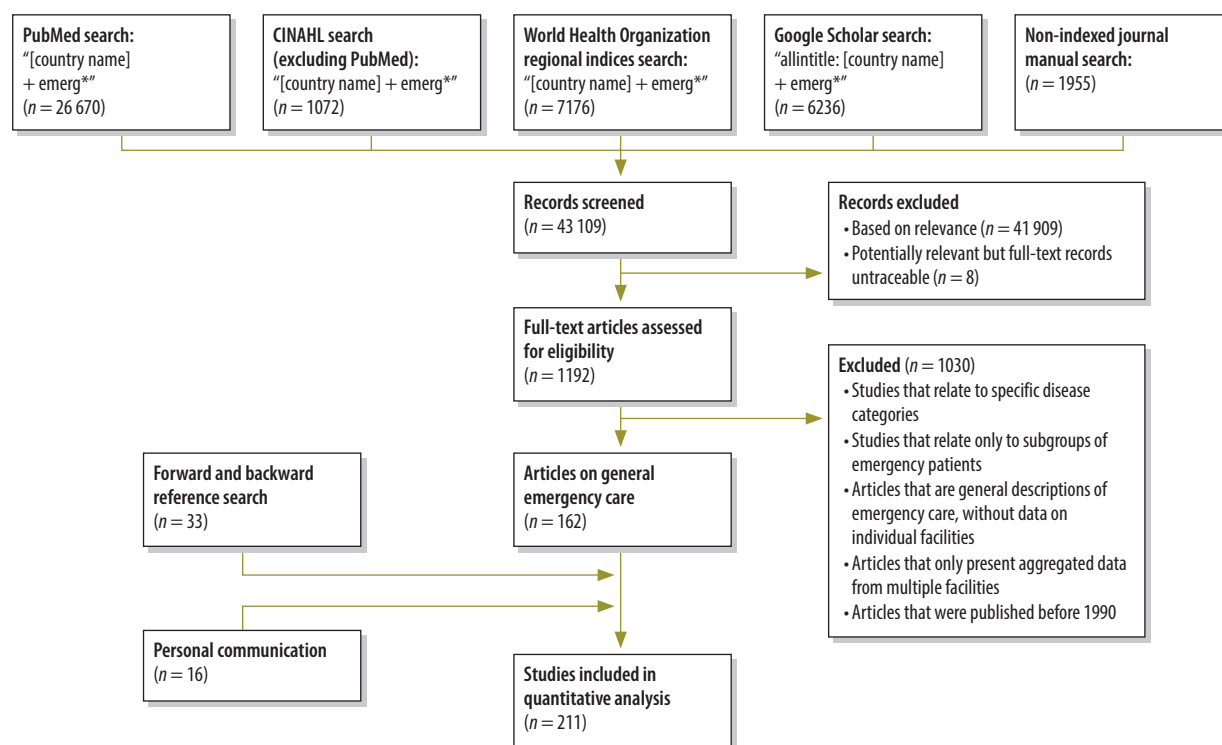 PubMed search:
“[country name]
+ emerg*”
(n = 26 670)
CINAHL search
(excluding PubMed):
“[country name] + emerg*”
(n = 1072)
World Health Organization
regional indices search:
“[country name] + emerg*”
(n = 7176)
Google Scholar search:
“allintitle: [country name]
+ emerg*”
(n = 6236)
Non-indexed journal
manual search:
(n = 1955)
Records screened
(n = 43 109)
Records excluded
• Based on relevance (n = 41 909)
• Potentially relevant but full-text records
untraceable (n = 8)
Full-text articles assessed
for eligibility
(n = 1192)
Excluded (n = 1030)
• Studies that relate to specific disease
categories
• Studies that relate only to subgroups of
emergency patients
• Articles that are general descriptions of
emergency care, without data on
individual facilities
• Articles that only present aggregated data
from multiple facilities
• Articles that were published before 1990
Forward and backward
reference search
(n = 33)
Articles on general
emergency care
(n = 162)
Personal communication
(n = 16)
Studies included in
quantitative analysis
(n = 211)